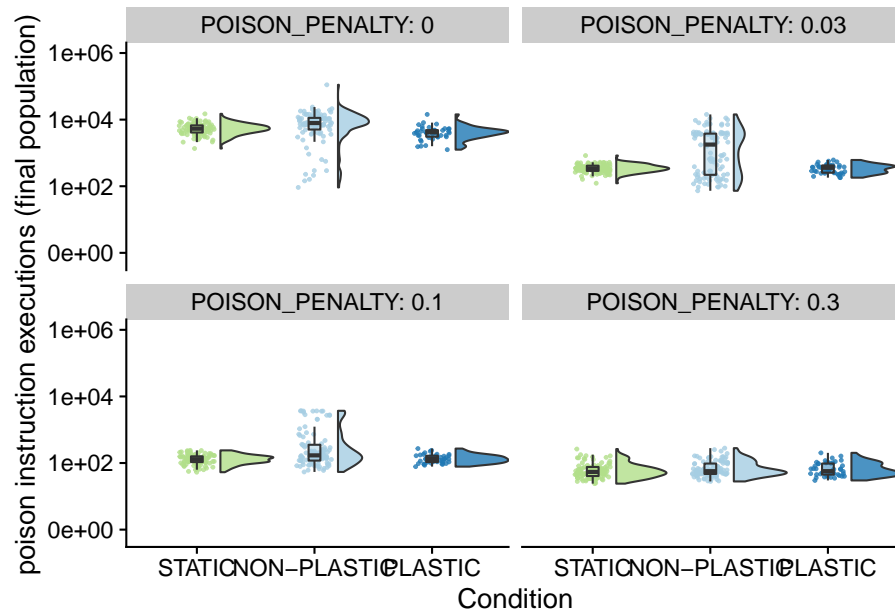 POISON_PENALTY: 0
POISON_PENALTY: 0.03
1e+06
1e+04
1e+02
0e+00
POISON_PENALTY: 0.1
POISON_PENALTY: 0.3
1e+06
1e+04
1e+02
0e+00
STATIC NON−PLASTIC PLASTIC
STATIC NON−PLASTIC PLASTIC
Condition
poison instruction executions (final population)